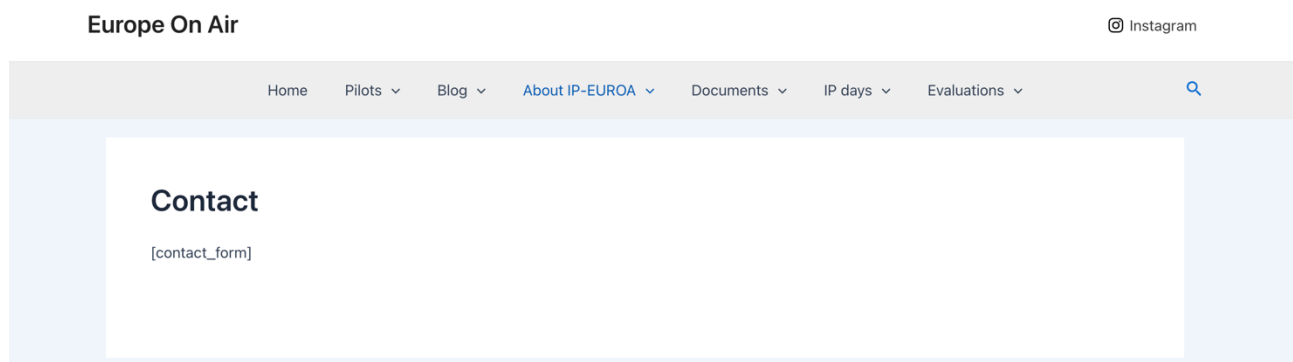 Europe On Air
Instagram
Home Pilots Blog About IP-EUROA Documents IP days Evaluations
Contact
[contact_form]